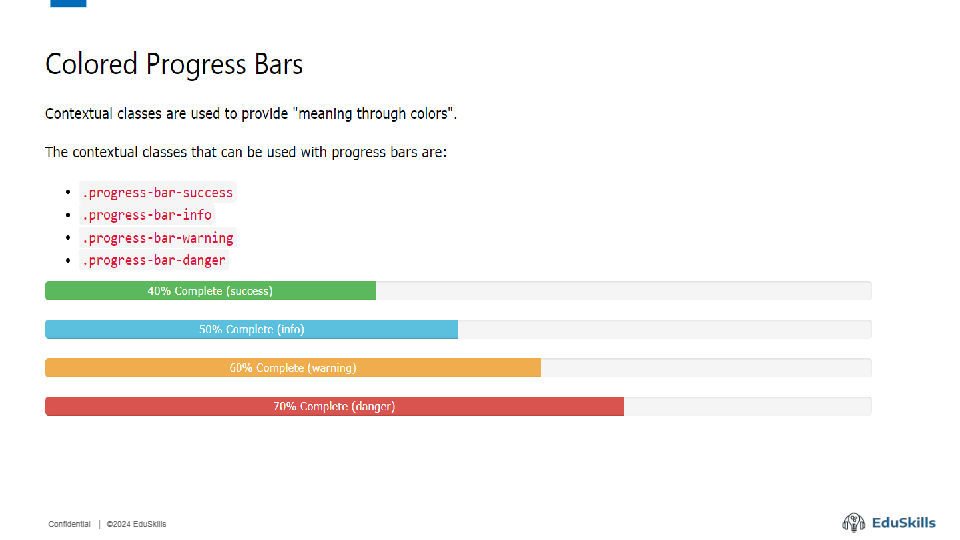 Colored Progress Bars
Contextual classes are used to provide "meaning through colors".
The contextual classes that can be used with progress bars are:
.progress-bar-success
.progress-bar-info
.progress-bar-warning
.progress-bar-danger
40% Complete (success)
50% Complete (info)
60% Complete (warning)
70% Complete (danger)
Confidential | ©2024 EduSkills
EduSkills